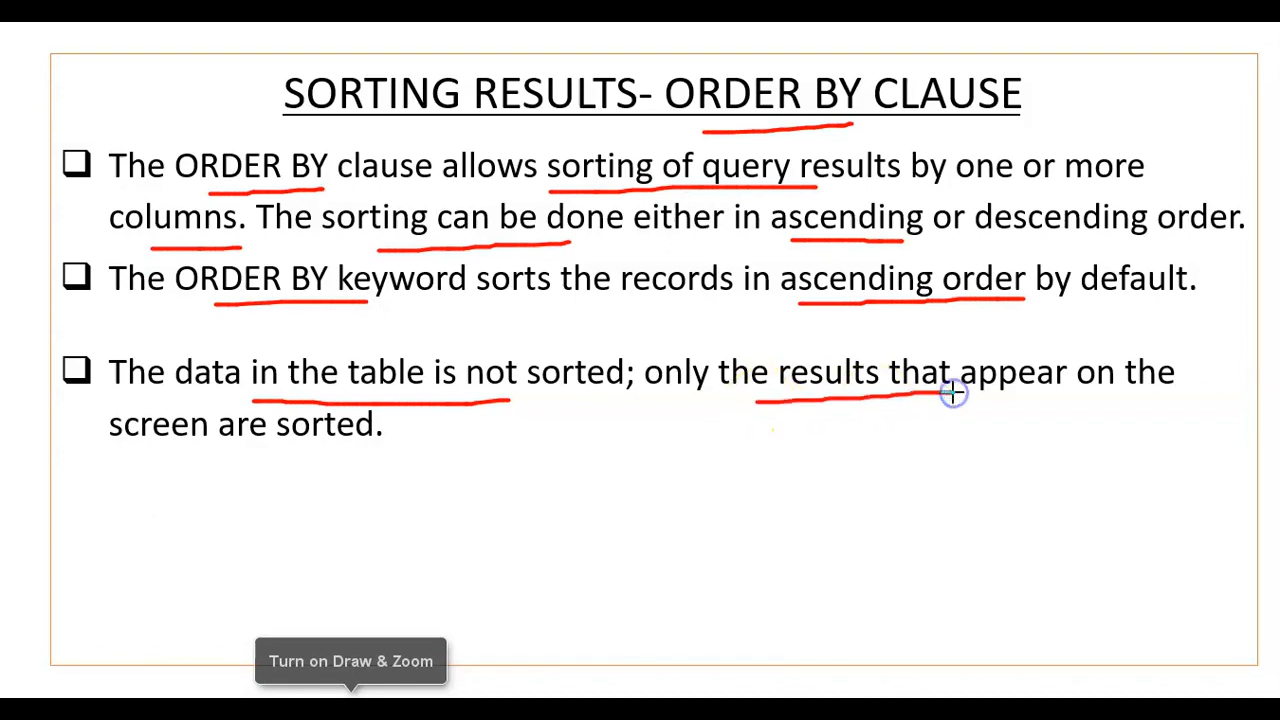 SORTING RESULTS- ORDER BY CLAUSE
The ORDER BY clause allows sorting of query results by one or more
columns. The sorting can be done either in ascending or descending order.
The ORDER BY keyword sorts the records in ascending order by default.
The data in the table is not sorted; only the results that appear on the
screen are sorted.
Turn on Draw & Zoom